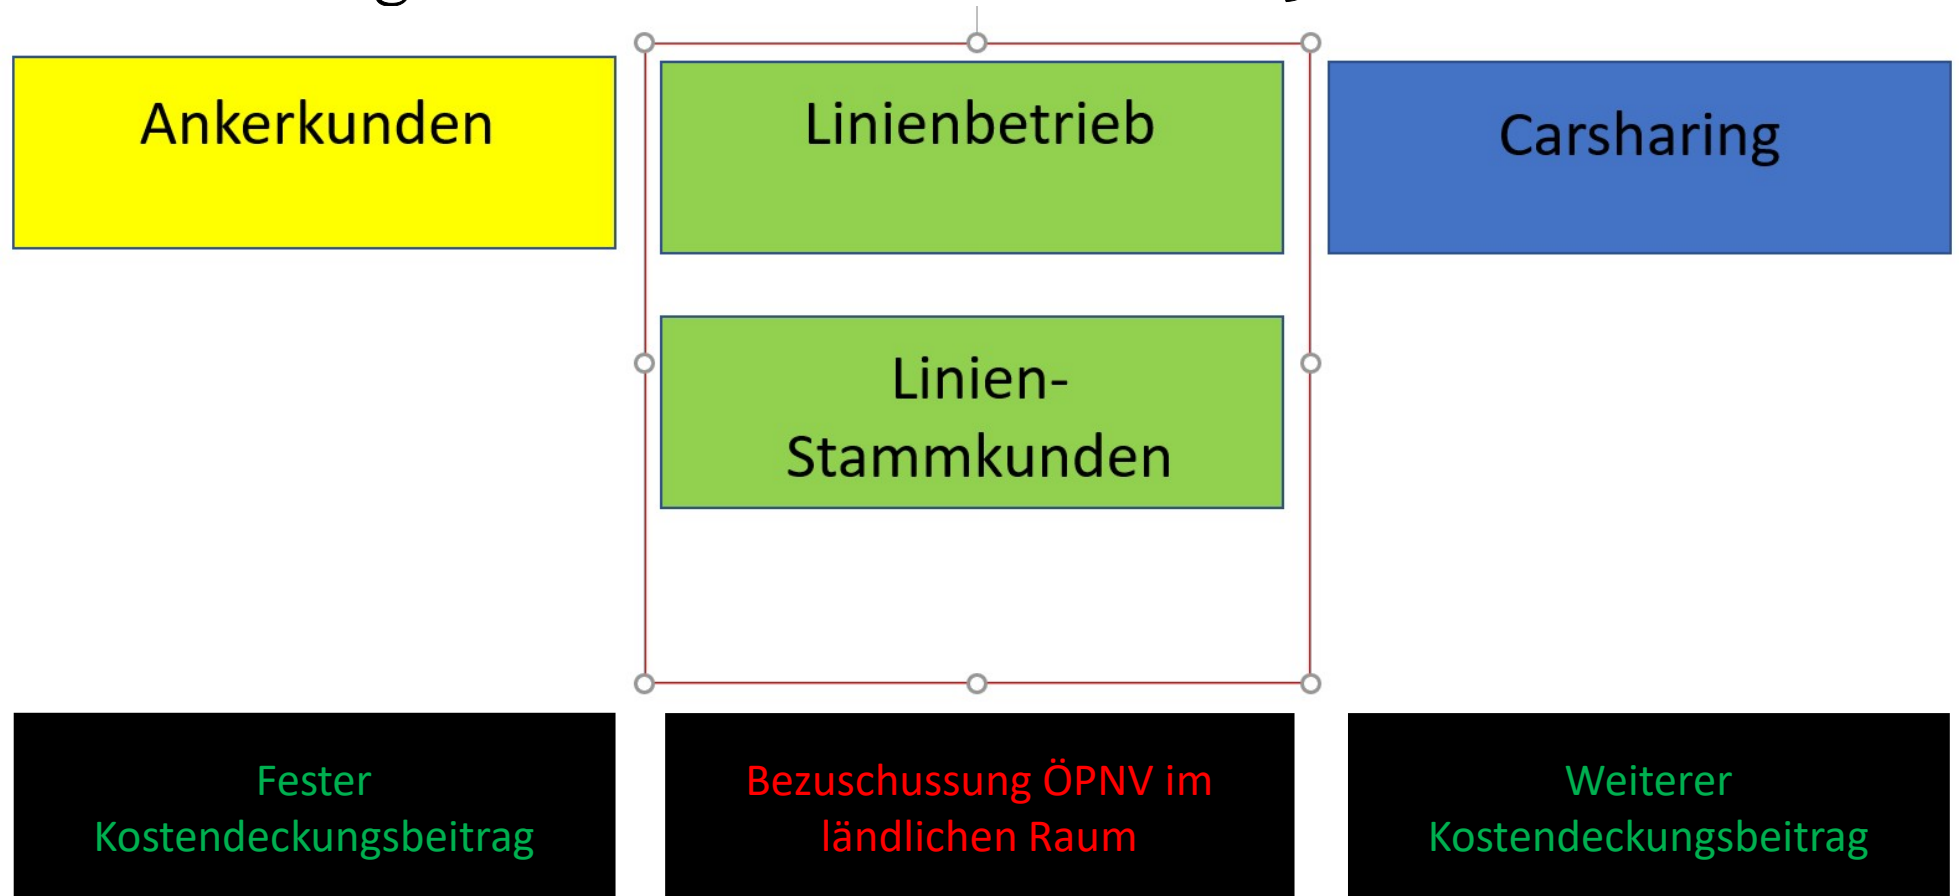 Ankerkunden
Linienbetrieb
Carsharing
Linien-
Stammkunden
Fester
Kostendeckungsbeitrag
Bezuschussung ÖPNV im
ländlichen Raum
Weiterer
Kostendeckungsbeitrag